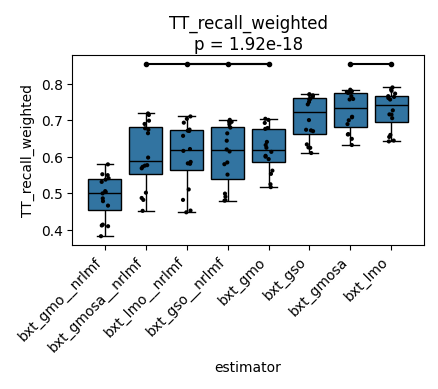 TT_recall_weighted
p = 1.92e-18
TT_recall_weighted
0.8
0.7
0.6
0.5
0.4
bxt_gmo__nrlmf
bxt_gmosa__nrlmf
bxt_lmo__nrlmf
bxt_gso__nrlmf
bxt_gmo
bxt_gso
bxt_gmosa
bxt_lmo
estimator